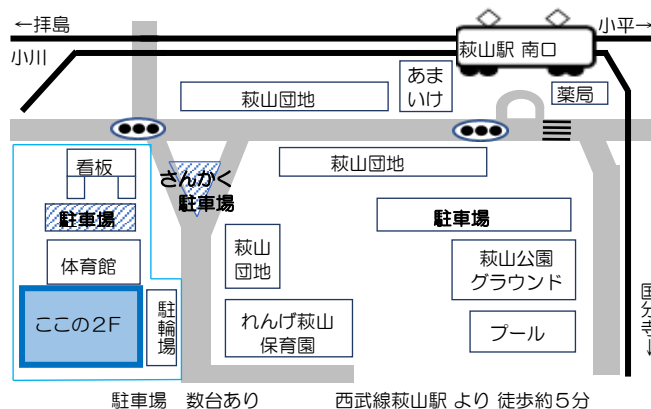 ←拝島
小平→
小川
萩山駅 南口
あま
いけ
萩山団地
薬局
看板
さんかく
駐車場
萩山団地
駐車場
駐車場
体育館
萩山
団地
萩山公園
グラウンド
ここの2F
駐輪場
れんげ萩山
保育園
プール
国分寺→
駐車場 数台あり
西武線萩山駅 より 徒歩約5分